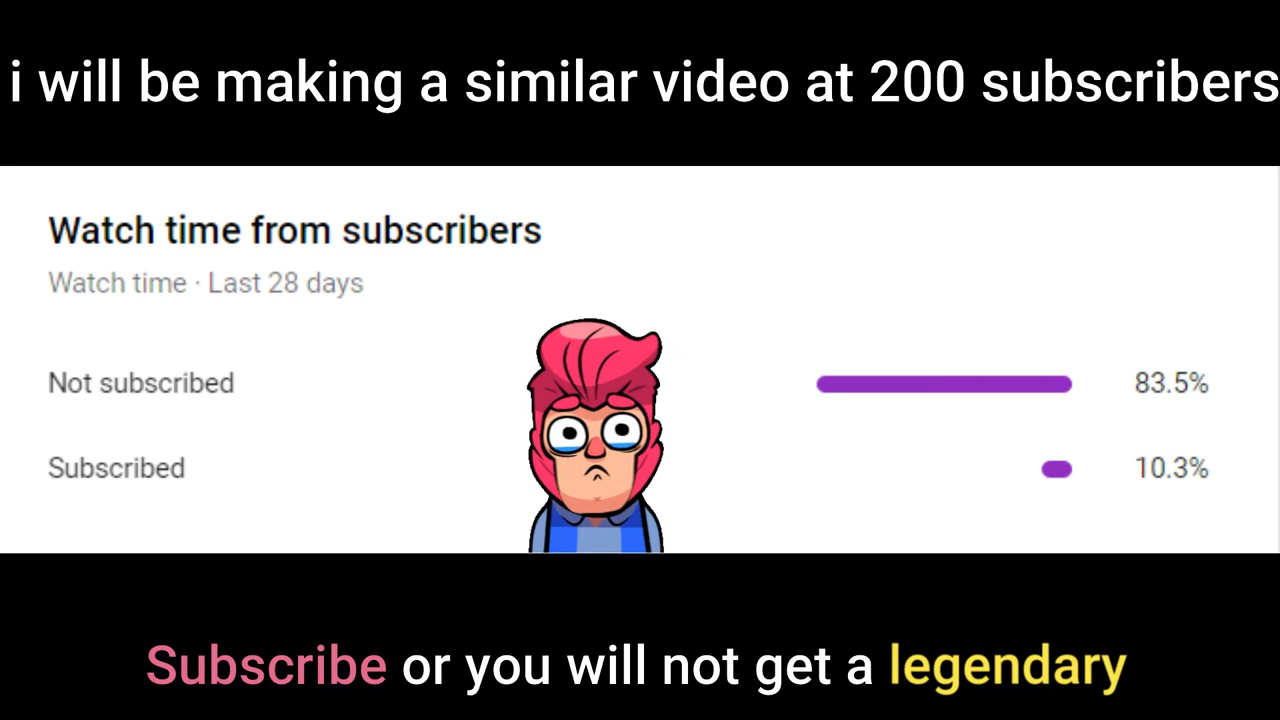 i will be making a similar video at 200 subscribers
Watch time from subscribers
Watch time · Last 28 days
Not subscribed 83.5%
Subscribed 10.3%
Subscribe or you will not get a legendary